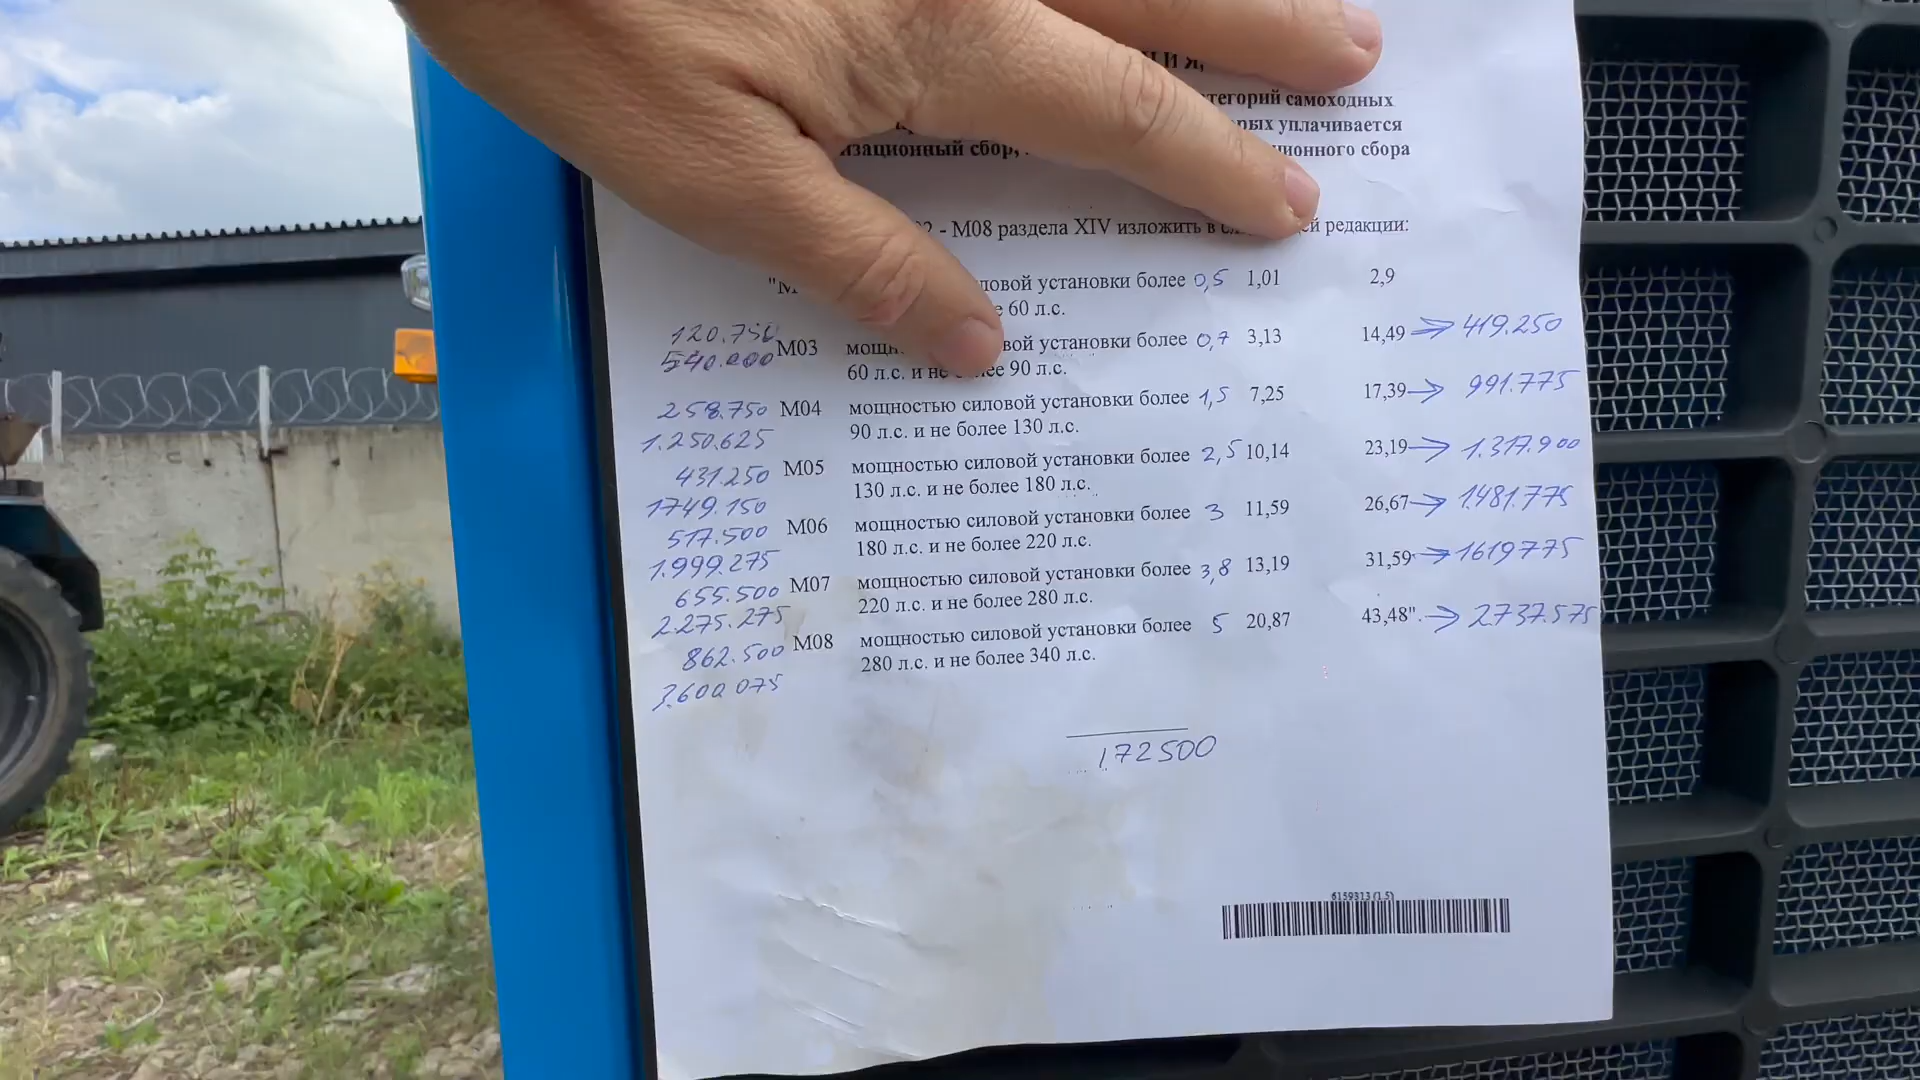 И Я,
тегорий самоходных
рых уплачивается
изационный сбор, ционного сбора
02 - М08 раздела XIV изложить в ей редакции:
"М ловой установки более 0,5 1,01 2,9
е 60 л.с.
120.750
540.000 М03 мощн вой установки более 0,7 3,13 14,49 → 419.250
60 л.с. и не более 90 л.с.
258.750 М04 мощностью силовой установки более 1,5 7,25 17,39 → 991.775
1.250.625 90 л.с. и не более 130 л.с.
431.250 М05 мощностью силовой установки более 2,5 10,14 23,19 → 1.317.900
1749.150 130 л.с. и не более 180 л.с.
517.500 М06 мощностью силовой установки более 3 11,59 26,67 → 1.481.775
1.999.275 180 л.с. и не более 220 л.с.
655.500 М07 мощностью силовой установки более 3,8 13,19 31,59 → 1619775
2.275.275 220 л.с. и не более 280 л.с.
862.500 М08 мощностью силовой установки более 5 20,87 43,48". → 2737.575
3.600.075 280 л.с. и не более 340 л.с.
172500
6159313 (1.5)